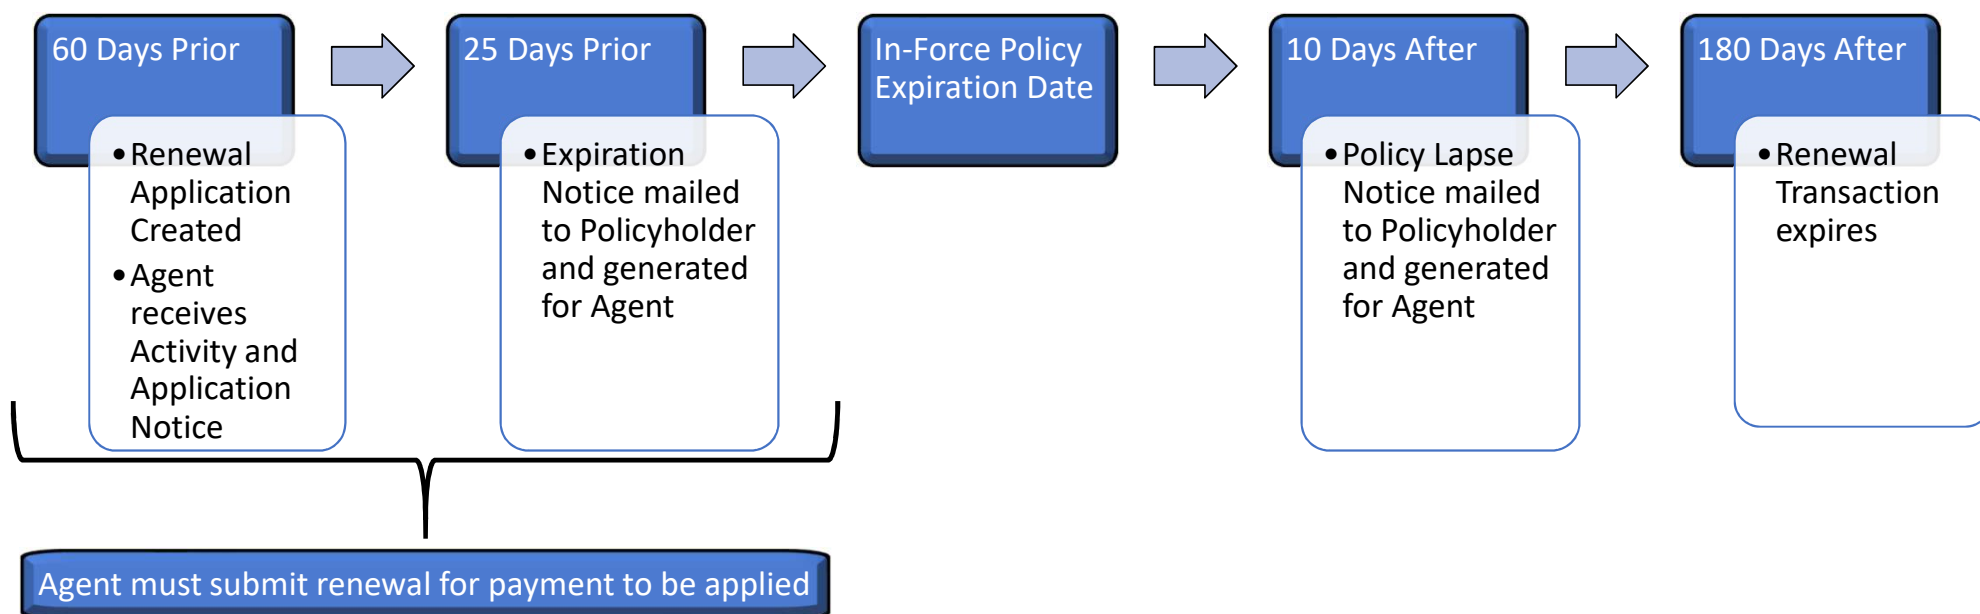 60 Days Prior
•Renewal
Application
Created
•Agent
receives
Activity and
Application
Notice
25 Days Prior
•Expiration
Notice mailed
to Policyholder
and generated
for Agent
In-Force Policy
Expiration Date
10 Days After
•Policy Lapse
Notice mailed
to Policyholder
and generated
for Agent
180 Days After
•Renewal
Transaction
expires
Agent must submit renewal for payment to be applied